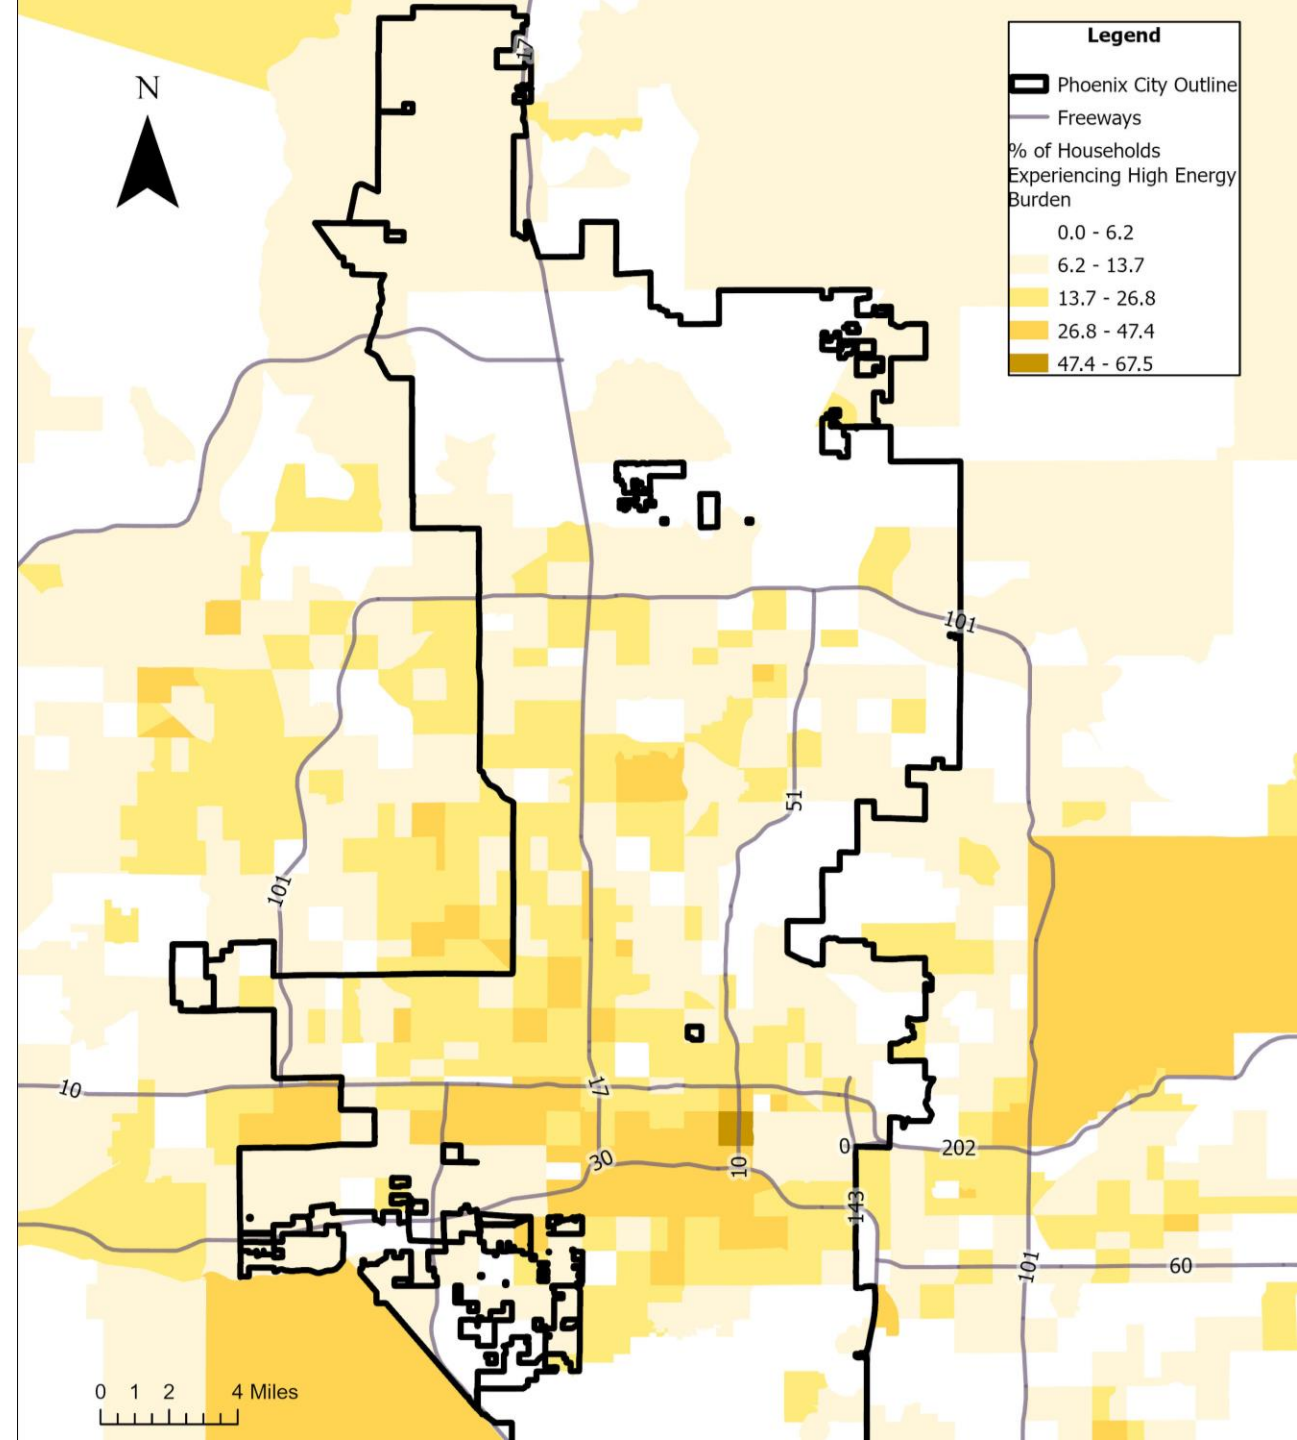 17
N
Legend
Phoenix City Outline
Freeways
% of Households
Experiencing High Energy
Burden
0.0 - 6.2
6.2 - 13.7
13.7 - 26.8
26.8 - 47.4
47.4 - 67.5
101
51
101
10
17
0
202
30
10
143
101
60
0 1 2 4 Miles